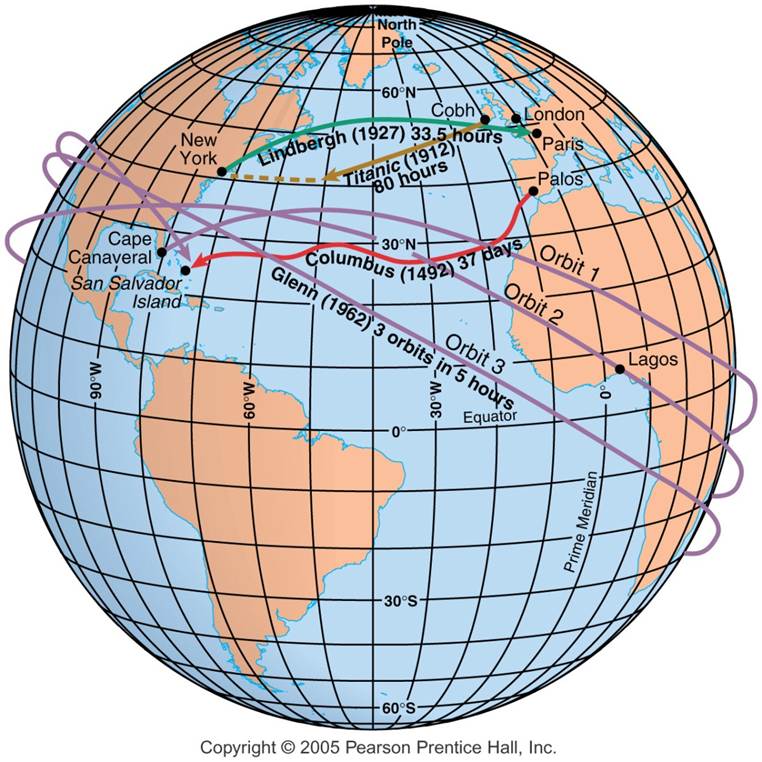 North
Pole
60°N
Cobh
London
New
York
Lindbergh (1927) 33.5 hours
Paris
Titanic (1912)
80 hours
Palos
Cape
Canaveral
30°N
Columbus (1492) 37 days
Orbit 1
San Salvador
Island
Glenn (1962) 3 orbits in 5 hours
Orbit 2
Orbit 3
Lagos
90°W
60°W
30°W
0°
Equator
0°
Prime Meridian
30°S
60°S
Copyright © 2005 Pearson Prentice Hall, Inc.